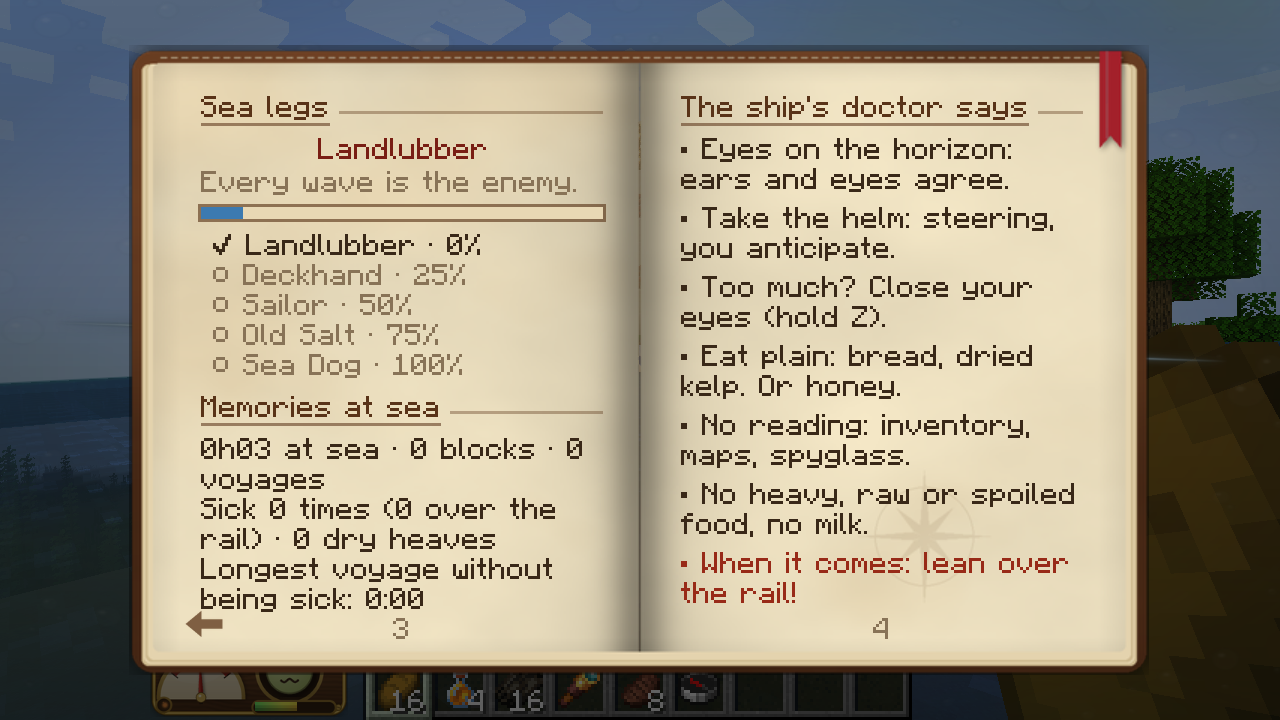 Sea legs
Landlubber
Every wave is the enemy.
✔ Landlubber · 0%
○ Deckhand · 25%
○ Sailor · 50%
○ Old Salt · 75%
○ Sea Dog · 100%
Memories at sea
0h03 at sea · 0 blocks · 0
voyages
Sick 0 times (0 over the
rail) · 0 dry heaves
Longest voyage without
being sick: 0:00
3
The ship's doctor says
• Eyes on the horizon:
ears and eyes agree.
• Take the helm: steering,
you anticipate.
• Too much? Close your
eyes (hold Z).
• Eat plain: bread, dried
kelp. Or honey.
• No reading: inventory,
maps, spyglass.
• No heavy, raw or spoiled
food, no milk.
• When it comes: lean over
the rail!
4
16 4 16 8